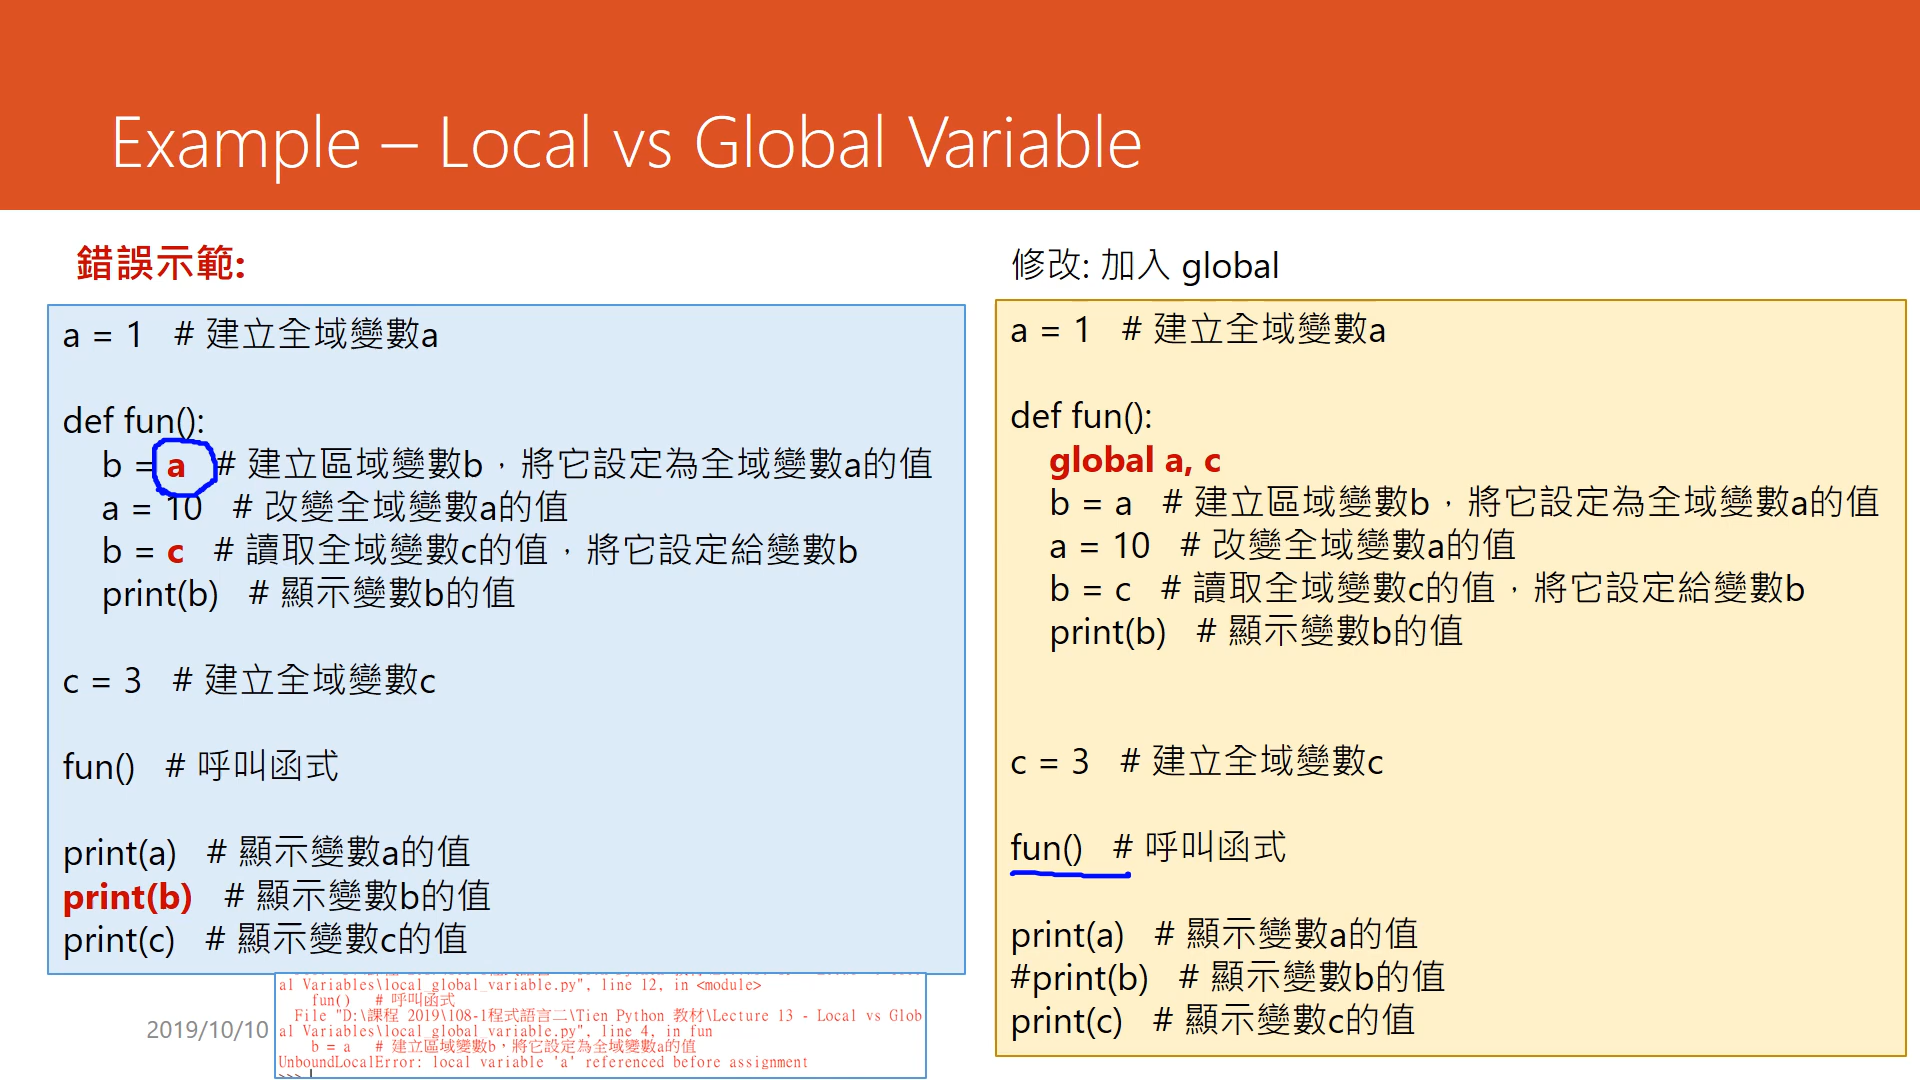 Example – Local vs Global Variable
錯誤示範:
a = 1   # 建立全域變數a
def fun():
b = a   # 建立區域變數b，將它設定為全域變數a的值
a = 10   # 改變全域變數a的值
b = c   # 讀取全域變數c的值，將它設定給變數b
print(b)   # 顯示變數b的值
c = 3   # 建立全域變數c
fun()   # 呼叫函式
print(a)   # 顯示變數a的值
print(b)   # 顯示變數b的值
print(c)   # 顯示變數c的值
al Variables\local_global_variable.py", line 12, in <module>
fun()   # 呼叫函式
File "D:\課程 2019\108-1程式語言二\Tien Python 教材\Lecture 13 - Local vs Glob
al Variables\local_global_variable.py", line 4, in fun
b = a   # 建立區域變數b，將它設定為全域變數a的值
UnboundLocalError: local variable 'a' referenced before assignment
>>>
2019/10/10
修改: 加入 global
a = 1   # 建立全域變數a
def fun():
global a, c
b = a   # 建立區域變數b，將它設定為全域變數a的值
a = 10   # 改變全域變數a的值
b = c   # 讀取全域變數c的值，將它設定給變數b
print(b)   # 顯示變數b的值
c = 3   # 建立全域變數c
fun()   # 呼叫函式
print(a)   # 顯示變數a的值
#print(b)   # 顯示變數b的值
print(c)   # 顯示變數c的值